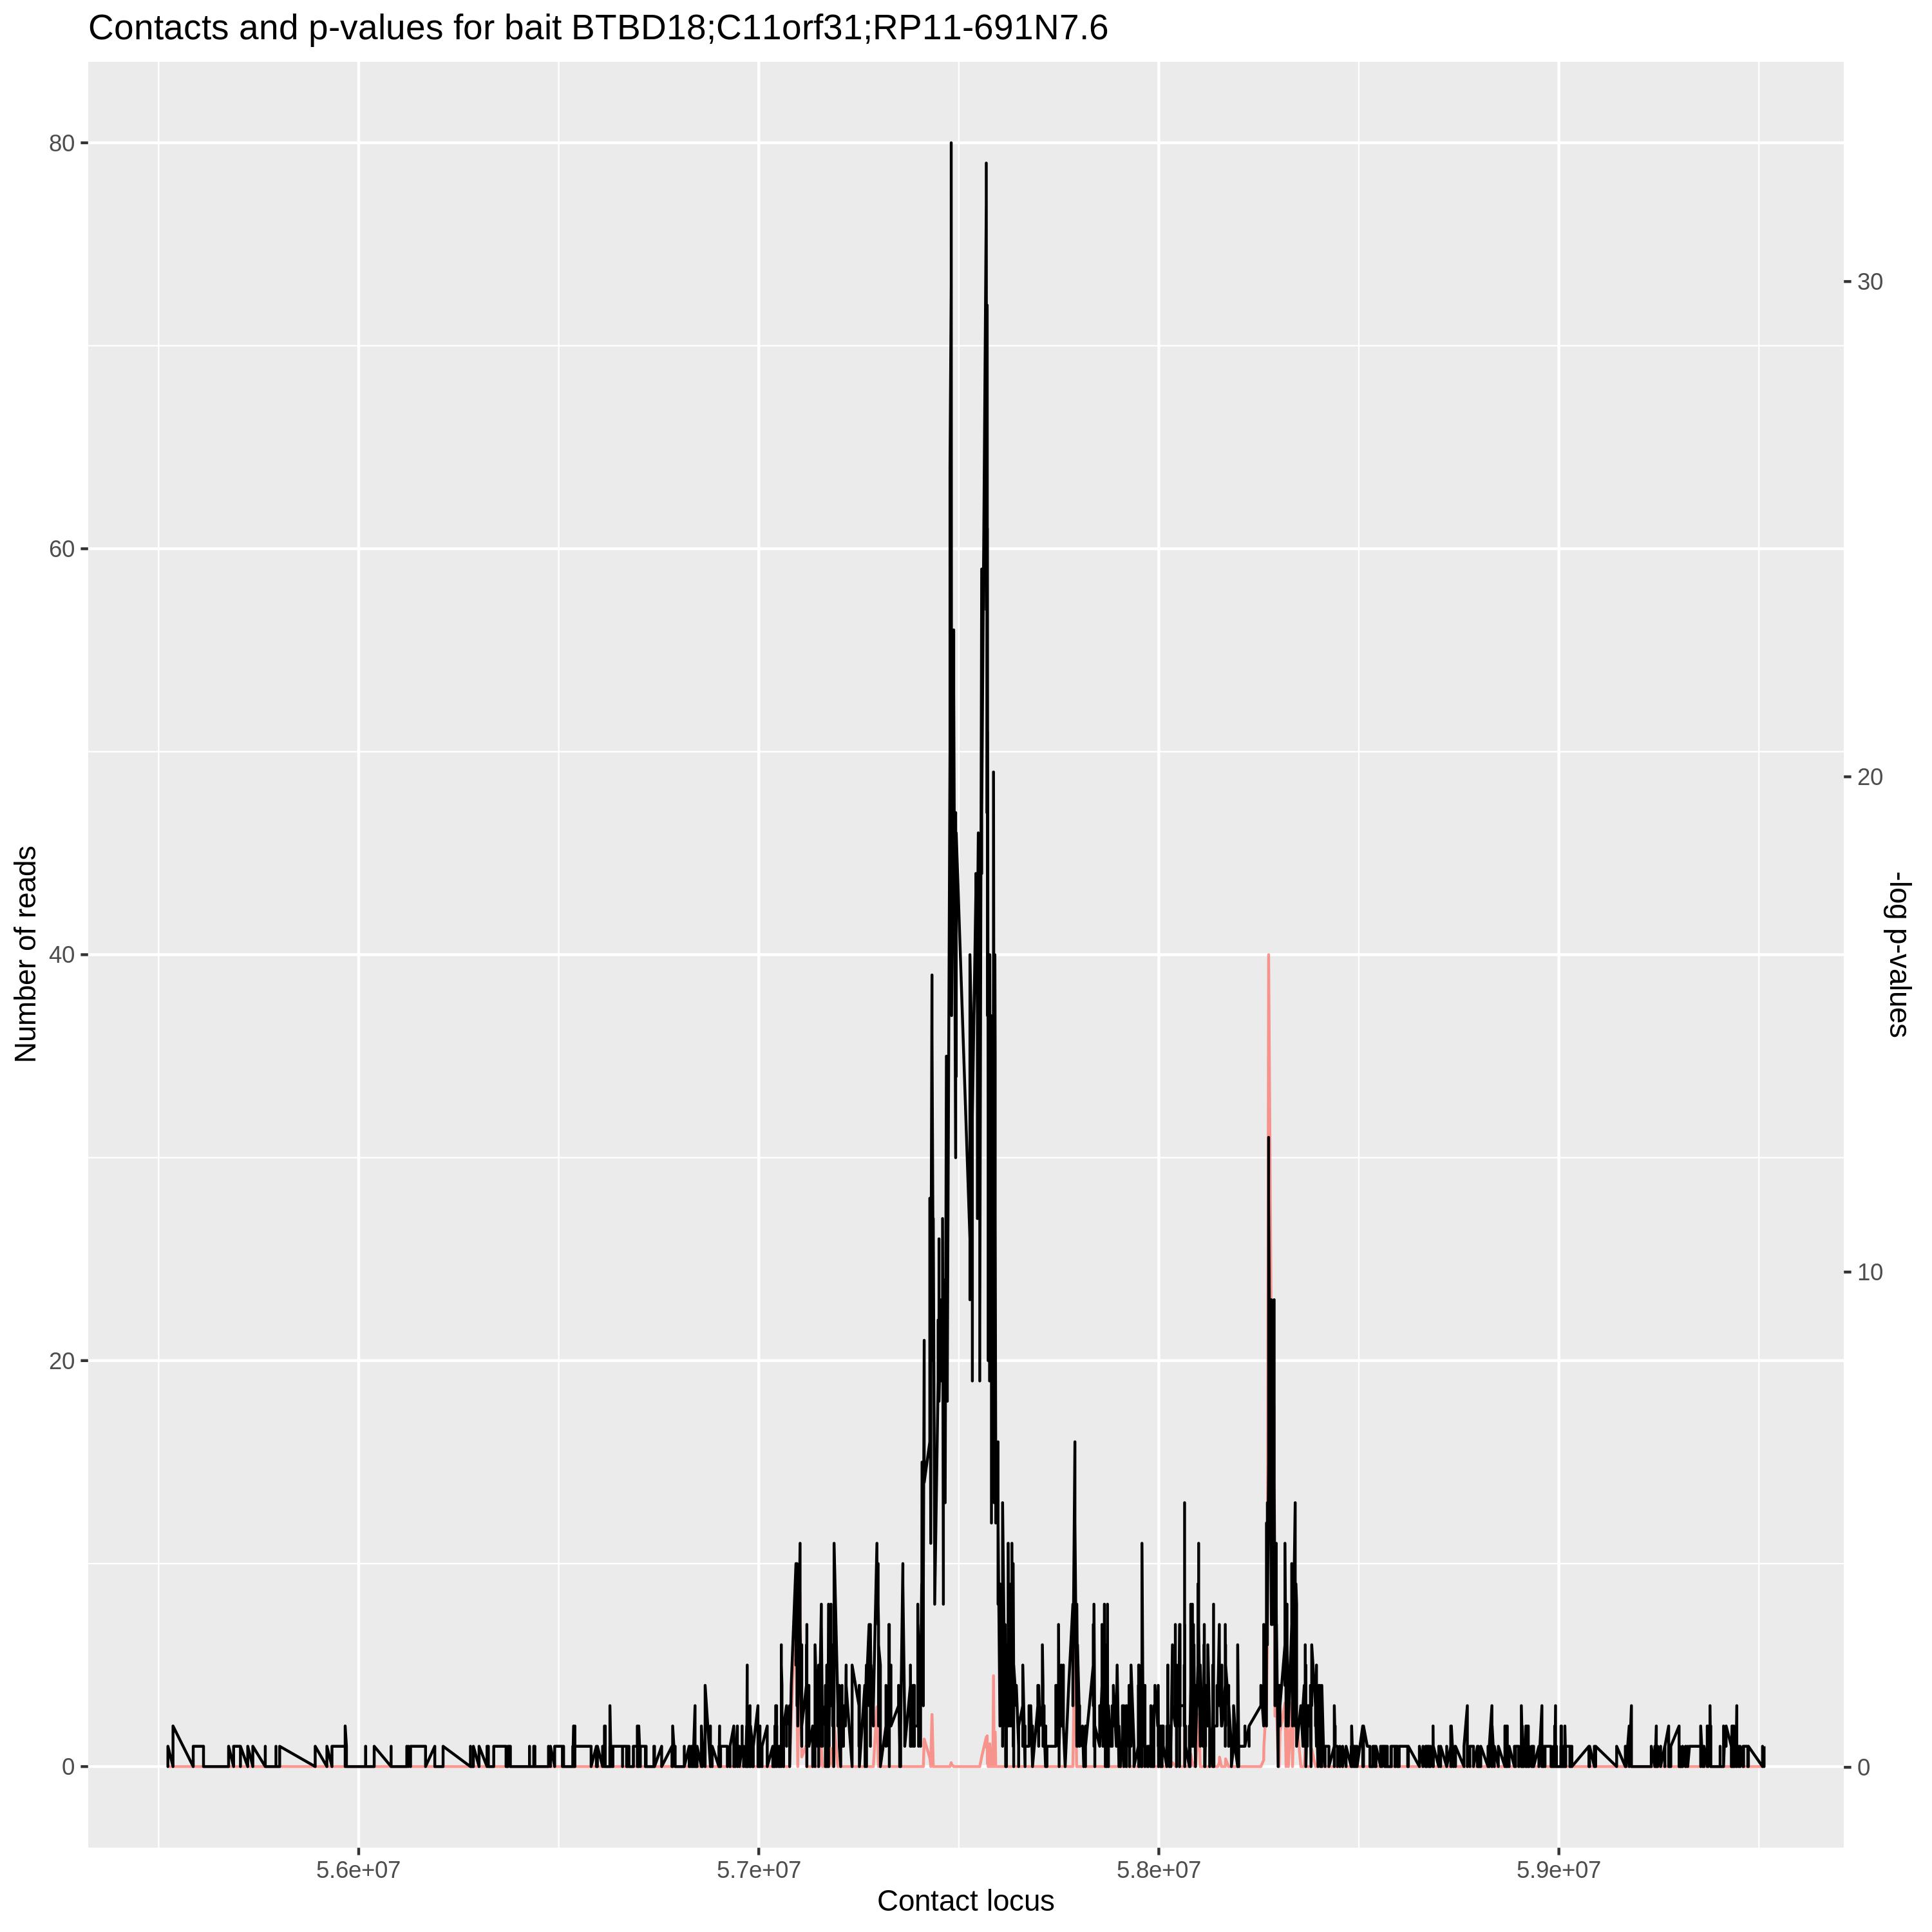 Contacts and p-values for bait BTBD18;C11orf31;RP11-691N7.6
80
60
40
20
0
Number of reads
30
20
10
0
-log p-values
5.6e+07 5.7e+07 5.8e+07 5.9e+07
Contact locus